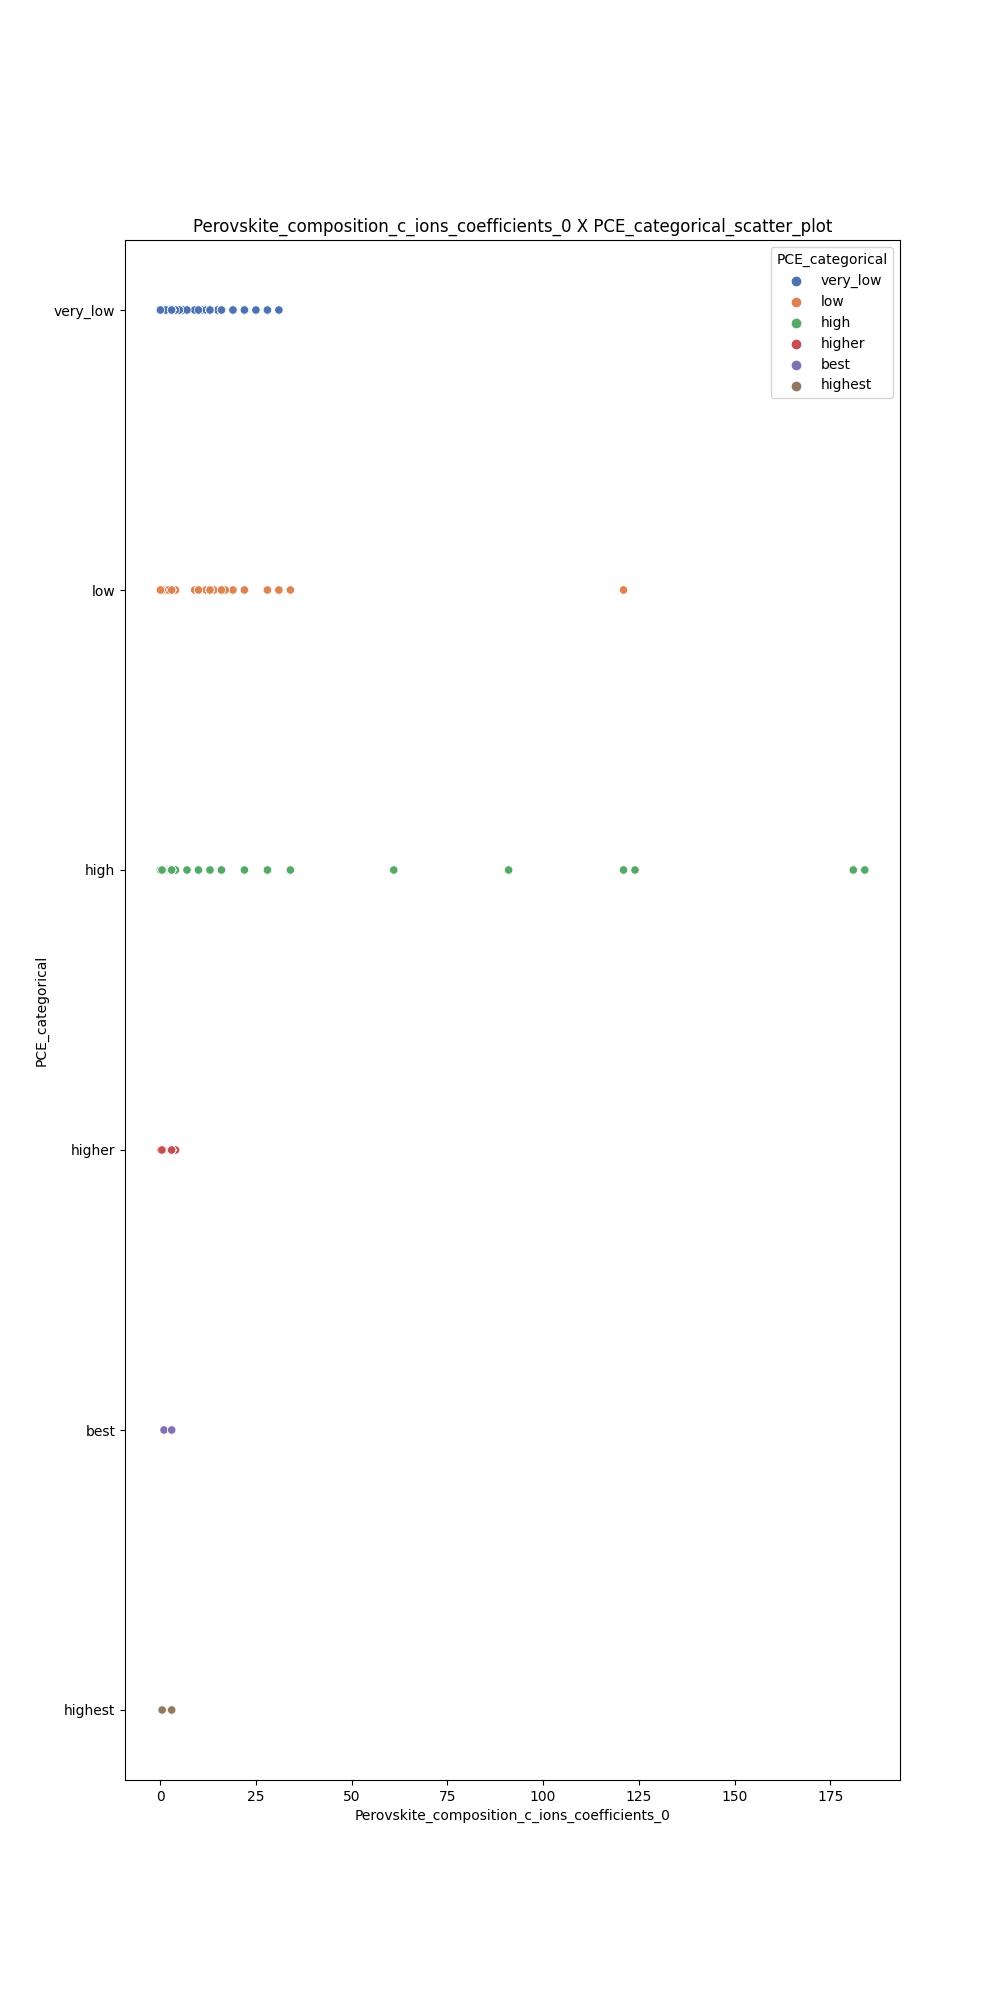 Perovskite_composition_c_ions_coefficients_0 X PCE_categorical_scatter_plot
PCE_categorical
very_low
low
high
higher
best
highest
very_low
low
high
higher
best
highest
PCE_categorical
0 25 50 75 100 125 150 175
Perovskite_composition_c_ions_coefficients_0